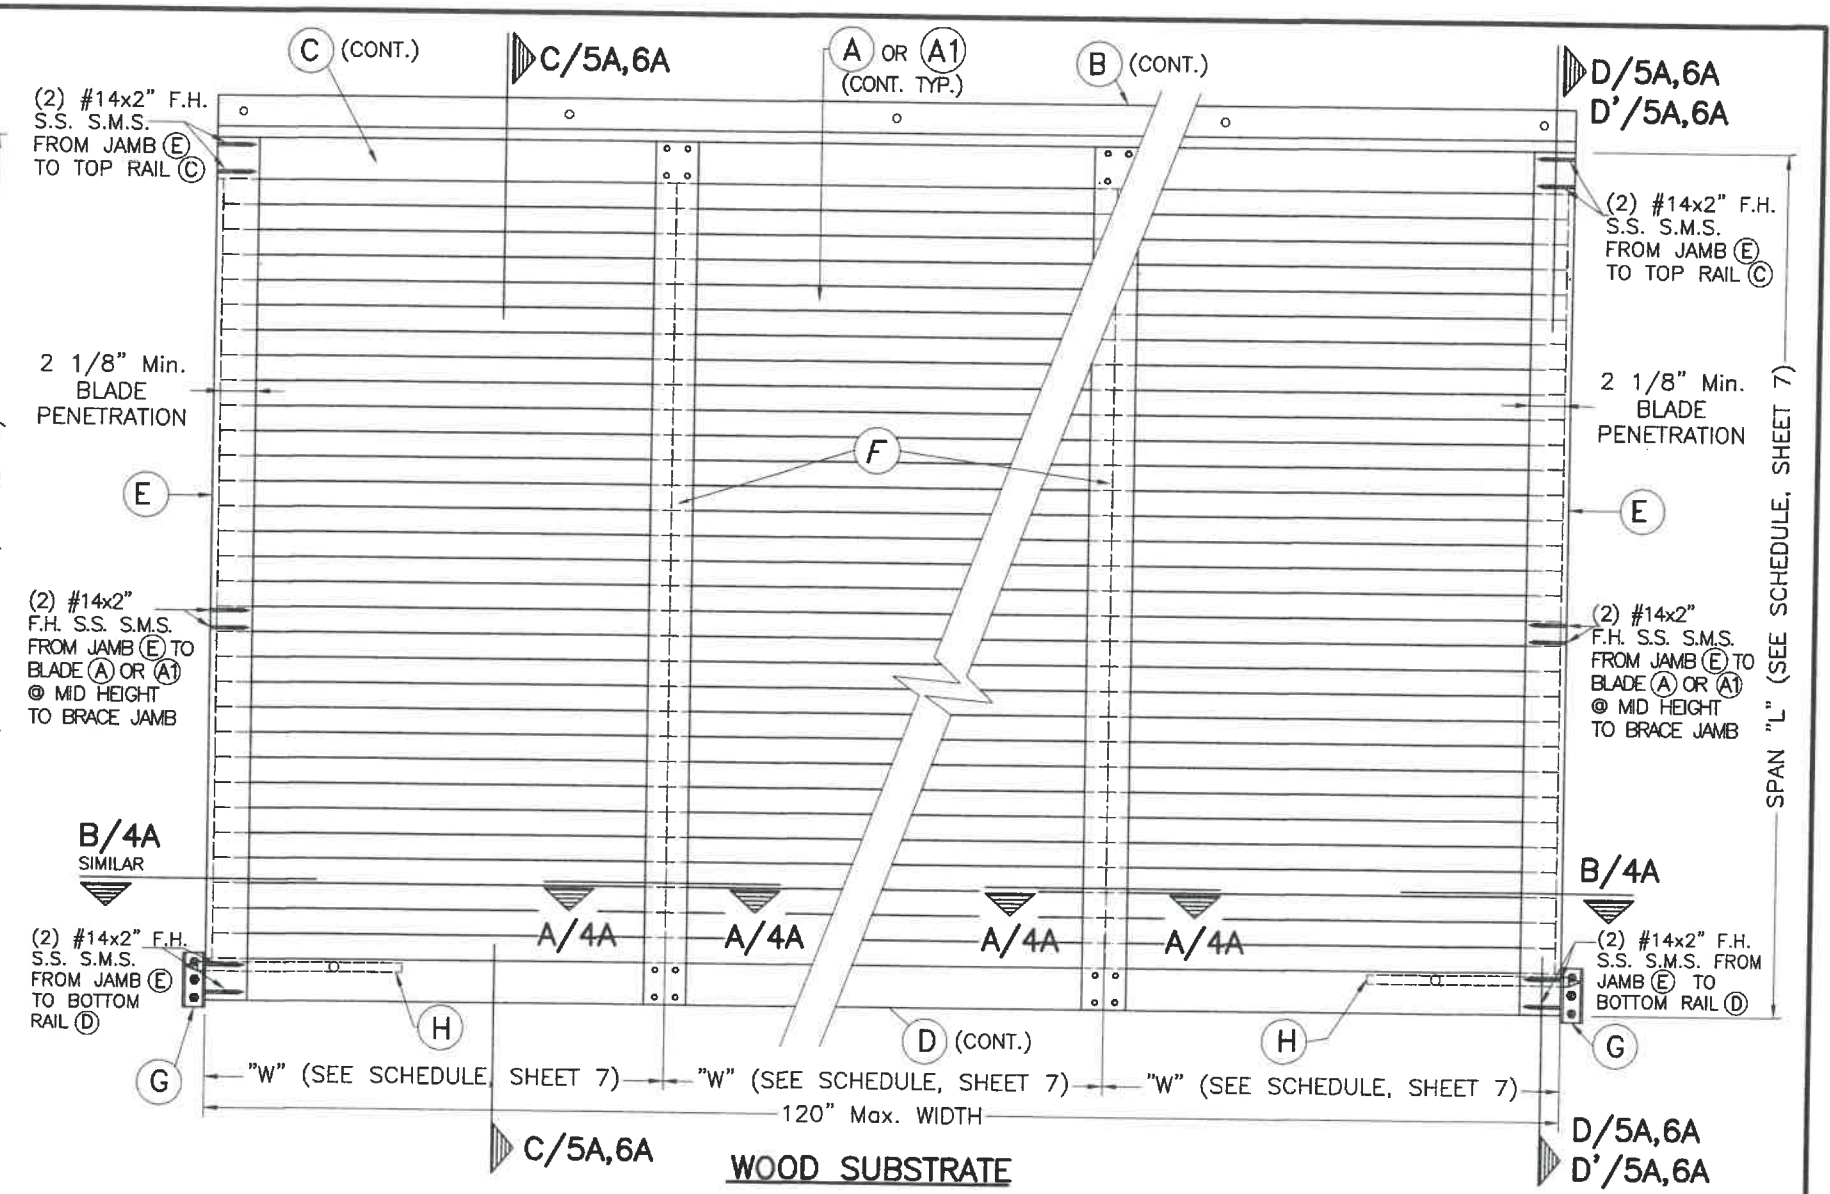 C (CONT.)
C/5A,6A
A OR A1
(CONT. TYP.)
B (CONT.)
D/5A,6A
D'/5A,6A
(2) #14x2" F.H.
S.S. S.M.S.
FROM JAMB E
TO TOP RAIL C
(2) #14x2" F.H.
S.S. S.M.S.
FROM JAMB E
TO TOP RAIL C
2 1/8" Min.
BLADE
PENETRATION
2 1/8" Min.
BLADE
PENETRATION
F
E
E
SPAN "L" (SEE SCHEDULE, SHEET 7)
(2) #14x2"
F.H. S.S. S.M.S.
FROM JAMB E TO
BLADE A OR A1
@ MID HEIGHT
TO BRACE JAMB
(2) #14x2"
F.H. S.S. S.M.S.
FROM JAMB E TO
BLADE A OR A1
@ MID HEIGHT
TO BRACE JAMB
B/4A
SIMILAR
B/4A
A/4A
A/4A
A/4A
A/4A
(2) #14x2" F.H.
S.S. S.M.S.
FROM JAMB E
TO BOTTOM
RAIL D
(2) #14x2" F.H.
S.S. S.M.S. FROM
JAMB E TO
BOTTOM RAIL D
H
D (CONT.)
H
G
G
"W" (SEE SCHEDULE, SHEET 7)
"W" (SEE SCHEDULE, SHEET 7)
"W" (SEE SCHEDULE, SHEET 7)
120" Max. WIDTH
C/5A,6A
WOOD SUBSTRATE
D/5A,6A
D'/5A,6A